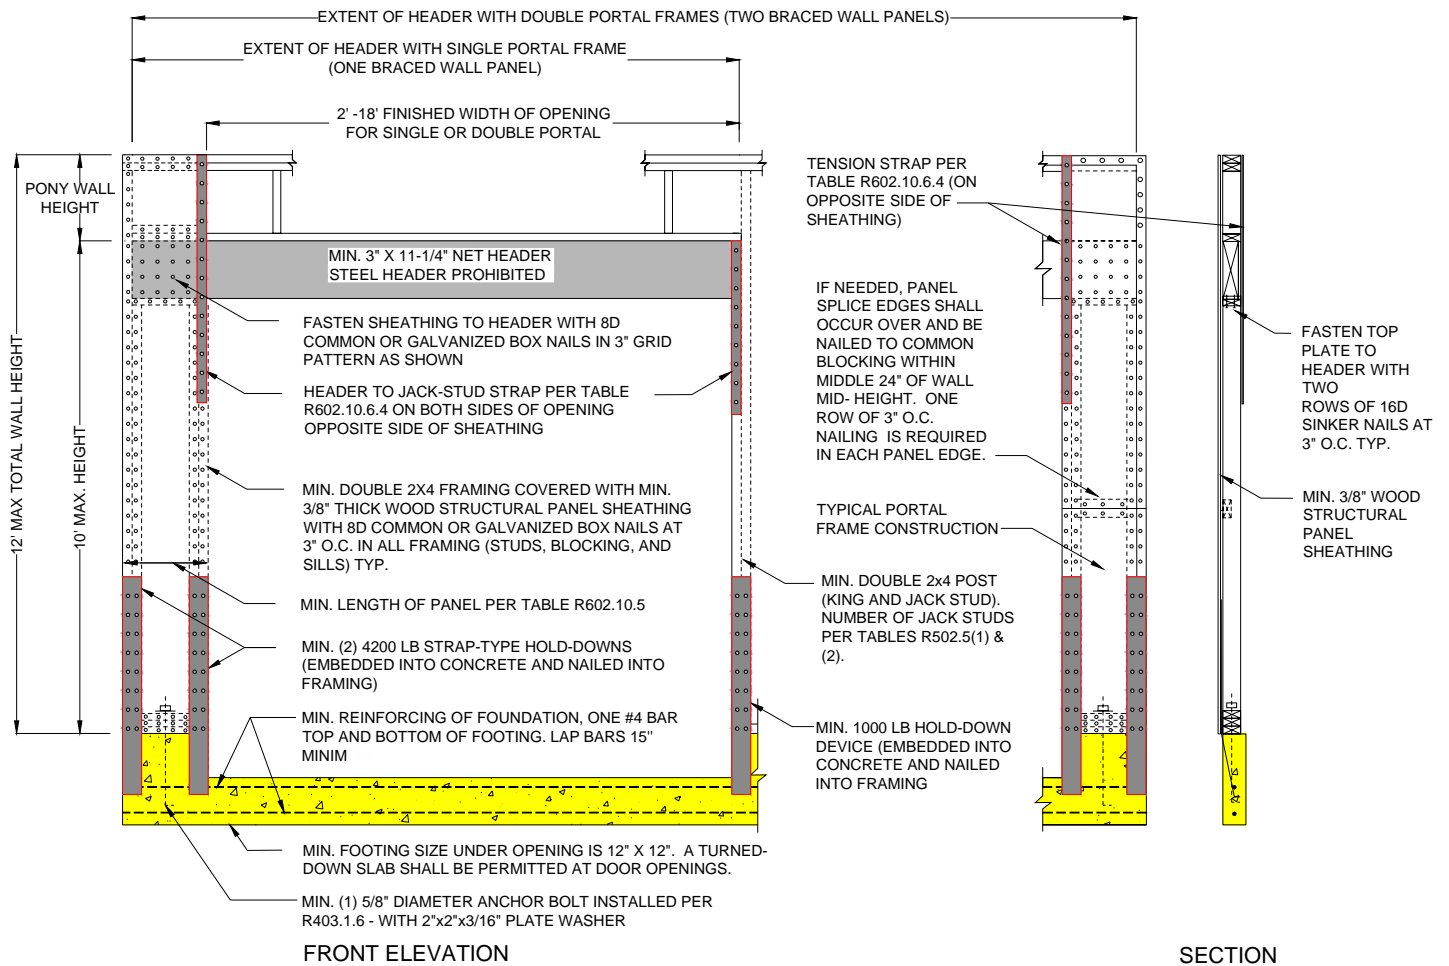 EXTENT OF HEADER WITH DOUBLE PORTAL FRAMES (TWO BRACED WALL PANELS)
EXTENT OF HEADER WITH SINGLE PORTAL FRAME
(ONE BRACED WALL PANEL)
2' -18' FINISHED WIDTH OF OPENING
FOR SINGLE OR DOUBLE PORTAL
PONY WALL
HEIGHT
12' MAX TOTAL WALL HEIGHT
10' MAX. HEIGHT
MIN. 3" X 11-1/4" NET HEADER
STEEL HEADER PROHIBITED
FASTEN SHEATHING TO HEADER WITH 8D
COMMON OR GALVANIZED BOX NAILS IN 3" GRID
PATTERN AS SHOWN
HEADER TO JACK-STUD STRAP PER TABLE
R602.10.6.4 ON BOTH SIDES OF OPENING
OPPOSITE SIDE OF SHEATHING
MIN. DOUBLE 2X4 FRAMING COVERED WITH MIN.
3/8" THICK WOOD STRUCTURAL PANEL SHEATHING
WITH 8D COMMON OR GALVANIZED BOX NAILS AT
3" O.C. IN ALL FRAMING (STUDS, BLOCKING, AND
SILLS) TYP.
MIN. LENGTH OF PANEL PER TABLE R602.10.5
MIN. (2) 4200 LB STRAP-TYPE HOLD-DOWNS
(EMBEDDED INTO CONCRETE AND NAILED INTO
FRAMING)
MIN. REINFORCING OF FOUNDATION, ONE #4 BAR
TOP AND BOTTOM OF FOOTING. LAP BARS 15"
MINIM
MIN. FOOTING SIZE UNDER OPENING IS 12" X 12".  A TURNED-
DOWN SLAB SHALL BE PERMITTED AT DOOR OPENINGS.
MIN. (1) 5/8" DIAMETER ANCHOR BOLT INSTALLED PER
R403.1.6 - WITH 2"x2"x3/16" PLATE WASHER
FRONT ELEVATION
TENSION STRAP PER
TABLE R602.10.6.4 (ON
OPPOSITE SIDE OF
SHEATHING)
IF NEEDED, PANEL
SPLICE EDGES SHALL
OCCUR OVER AND BE
NAILED TO COMMON
BLOCKING WITHIN
MIDDLE 24" OF WALL
MID- HEIGHT.  ONE
ROW OF 3" O.C.
NAILING  IS REQUIRED
IN EACH PANEL EDGE.
TYPICAL PORTAL
FRAME CONSTRUCTION
MIN. DOUBLE 2x4 POST
(KING AND JACK STUD).
NUMBER OF JACK STUDS
PER TABLES R502.5(1) &
(2).
MIN. 1000 LB HOLD-DOWN
DEVICE (EMBEDDED INTO
CONCRETE AND NAILED
INTO FRAMING
FASTEN TOP
PLATE TO
HEADER WITH
TWO
ROWS OF 16D
SINKER NAILS AT
3" O.C. TYP.
MIN. 3/8" WOOD
STRUCTURAL
PANEL
SHEATHING
SECTION